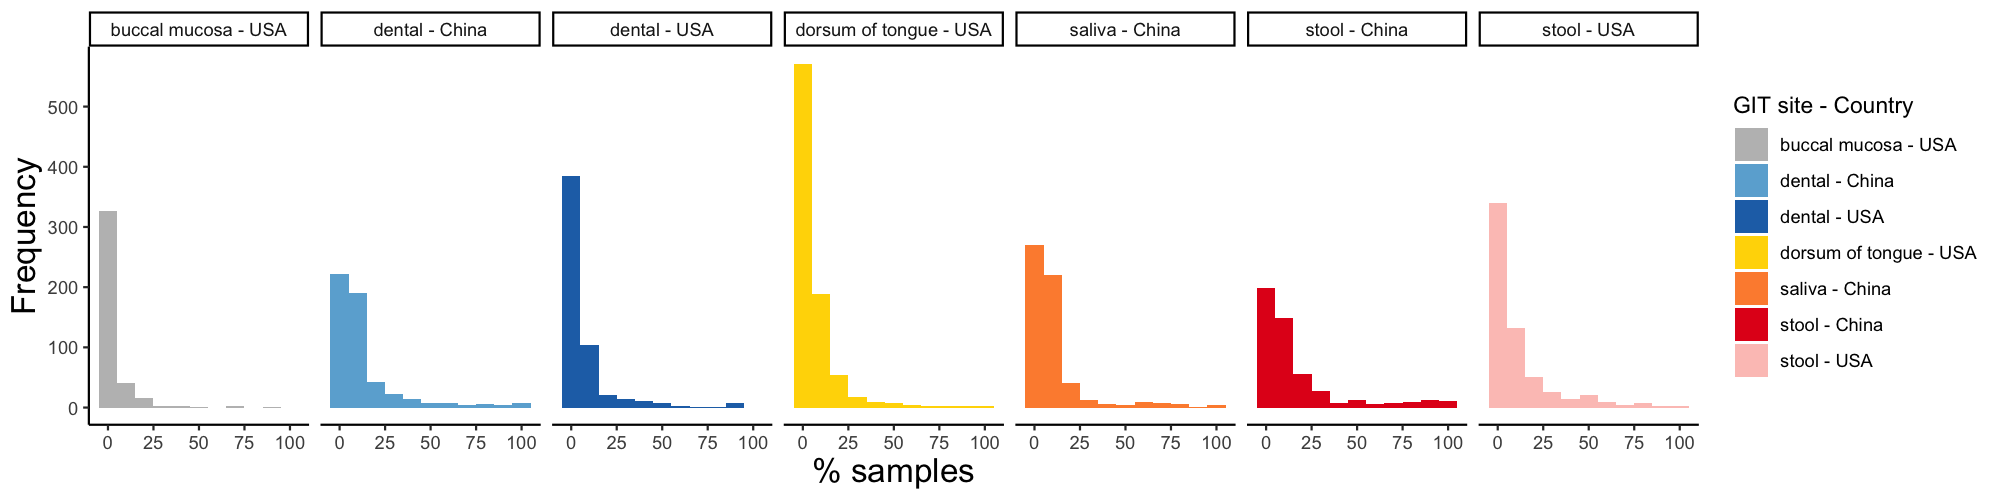 buccal mucosa - USA
dental - China
dental - USA
dorsum of tongue - USA
saliva - China
stool - China
stool - USA
Frequency
500
400
300
200
100
0
0 25 50 75 100
0 25 50 75 100
0 25 50 75 100
0 25 50 75 100
0 25 50 75 100
0 25 50 75 100
0 25 50 75 100
% samples
GIT site - Country
buccal mucosa - USA
dental - China
dental - USA
dorsum of tongue - USA
saliva - China
stool - China
stool - USA